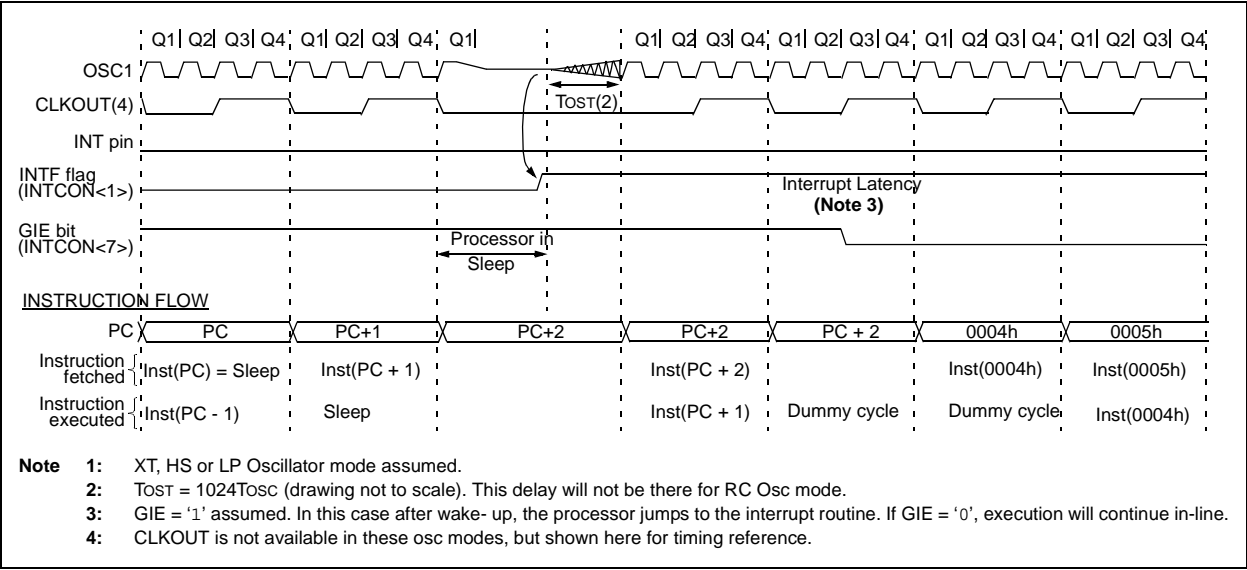 Q1 Q2 Q3 Q4 Q1 Q2 Q3 Q4 Q1 Q1 Q2 Q3 Q4 Q1 Q2 Q3 Q4 Q1 Q2 Q3 Q4 Q1 Q2 Q3 Q4
OSC1
TOST(2)
CLKOUT(4)
INT pin
INTF flag
(INTCON<1>)
Interrupt Latency
(Note 3)
GIE bit
(INTCON<7>)
Processor in
Sleep
INSTRUCTION FLOW
PC PC PC+1 PC+2 PC+2 PC + 2 0004h 0005h
Instruction
fetched
Inst(PC) = Sleep Inst(PC + 1) Inst(PC + 2) Inst(0004h) Inst(0005h)
Instruction
executed
Inst(PC - 1) Sleep Inst(PC + 1) Dummy cycle Dummy cycle Inst(0004h)
Note 1: XT, HS or LP Oscillator mode assumed.
2: TOST = 1024TOSC (drawing not to scale). This delay will not be there for RC Osc mode.
3: GIE = ‘1’ assumed. In this case after wake- up, the processor jumps to the interrupt routine. If GIE = ‘0’, execution will continue in-line.
4: CLKOUT is not available in these osc modes, but shown here for timing reference.